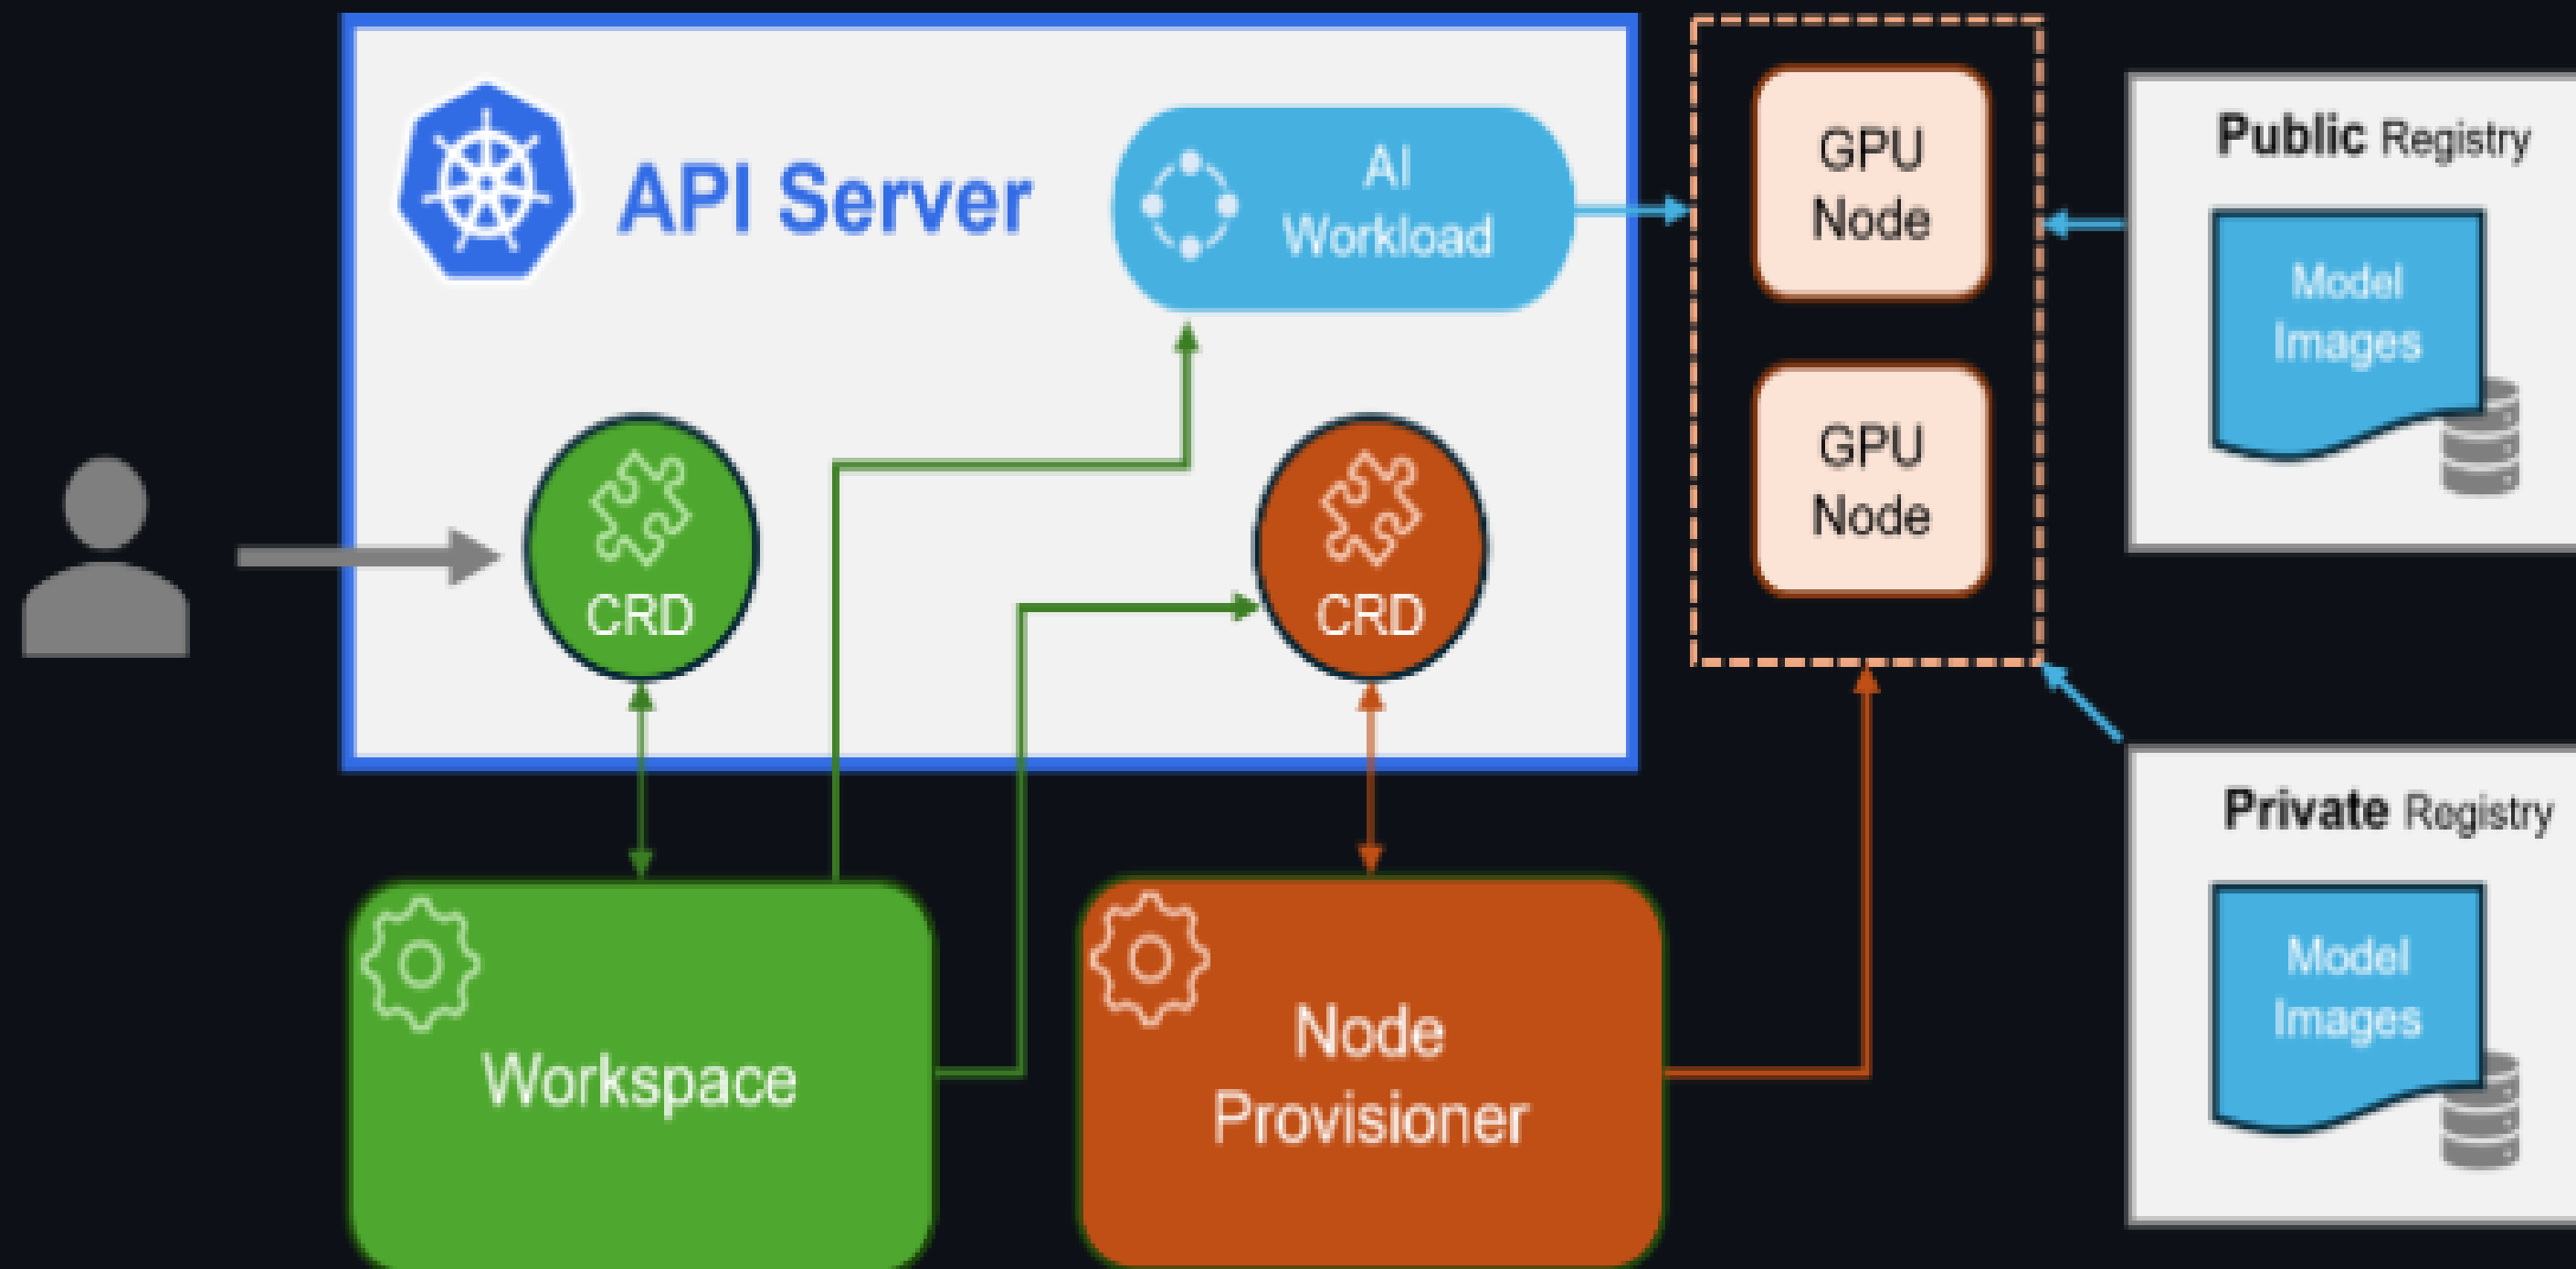 API Server
AI
Workload
CRD
CRD
GPU
Node
GPU
Node
Public Registry
Model
Images
Private Registry
Model
Images
Workspace
Node
Provisioner